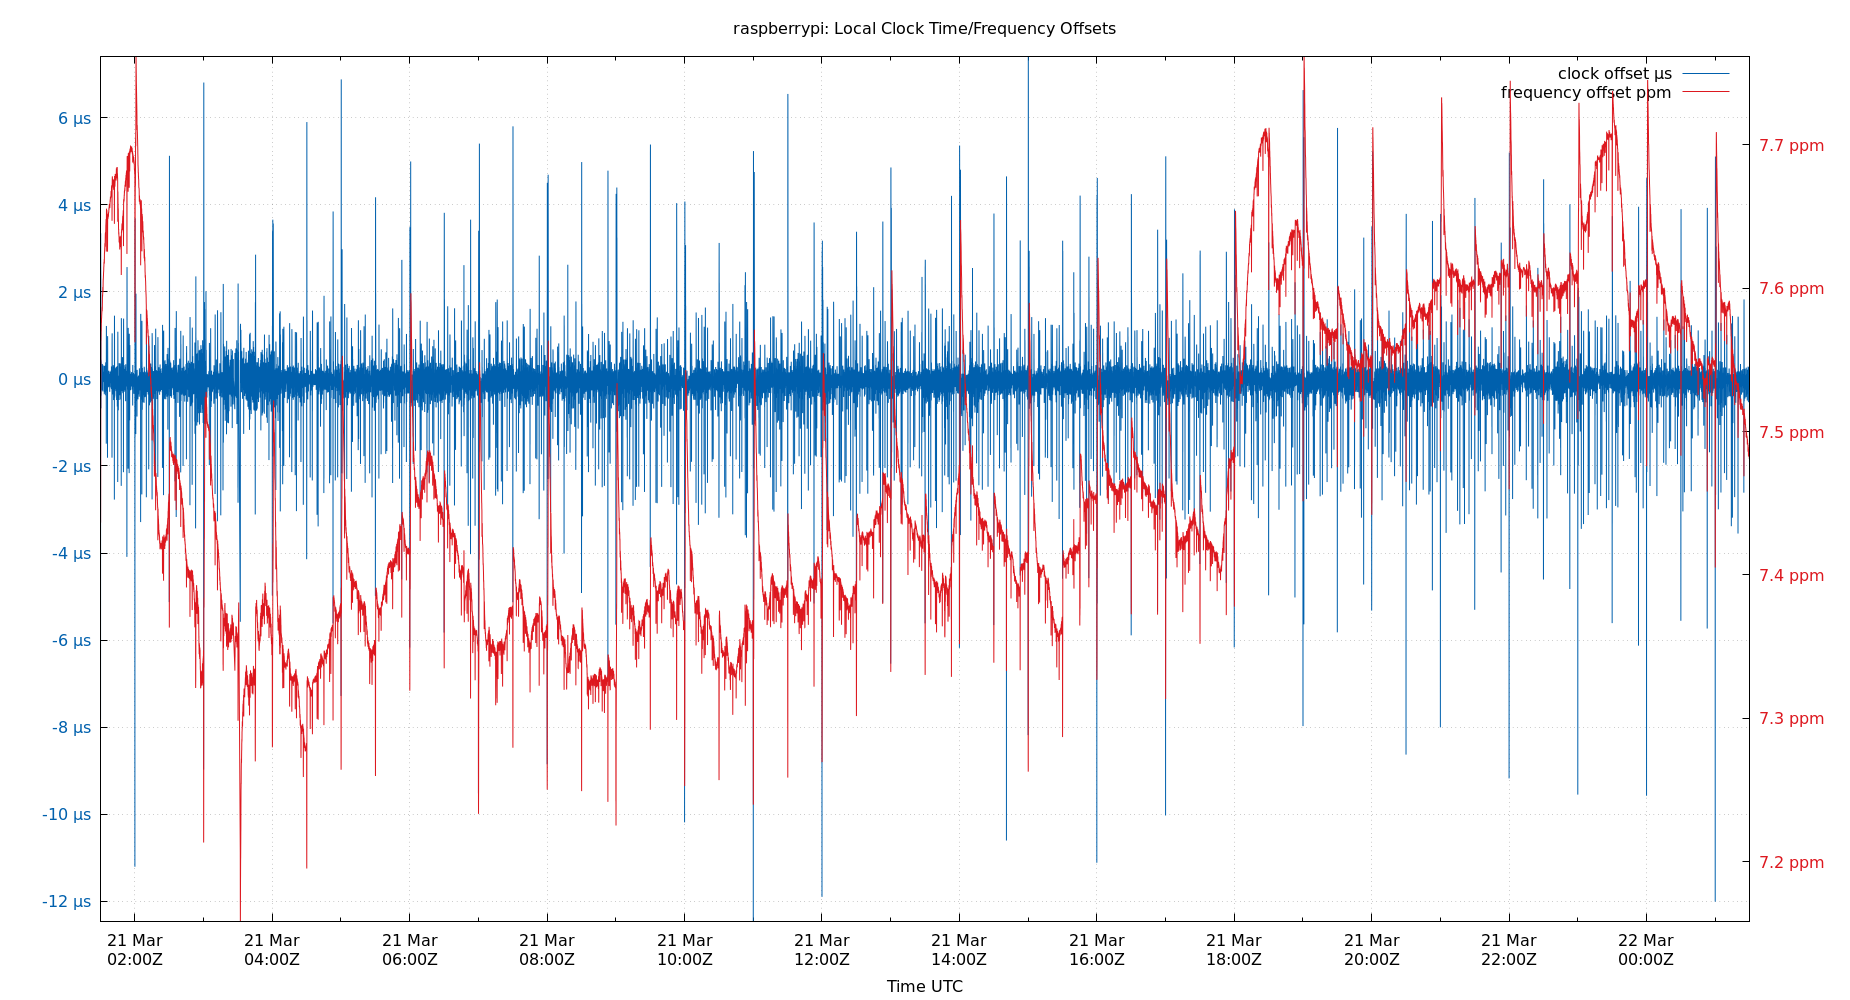 raspberrypi: Local Clock Time/Frequency Offsets
clock offset µs
frequency offset ppm
6 µs
4 µs
2 µs
0 µs
-2 µs
-4 µs
-6 µs
-8 µs
-10 µs
-12 µs
7.7 ppm
7.6 ppm
7.5 ppm
7.4 ppm
7.3 ppm
7.2 ppm
21 Mar
02:00Z
21 Mar
04:00Z
21 Mar
06:00Z
21 Mar
08:00Z
21 Mar
10:00Z
21 Mar
12:00Z
21 Mar
14:00Z
21 Mar
16:00Z
21 Mar
18:00Z
21 Mar
20:00Z
21 Mar
22:00Z
22 Mar
00:00Z
Time UTC